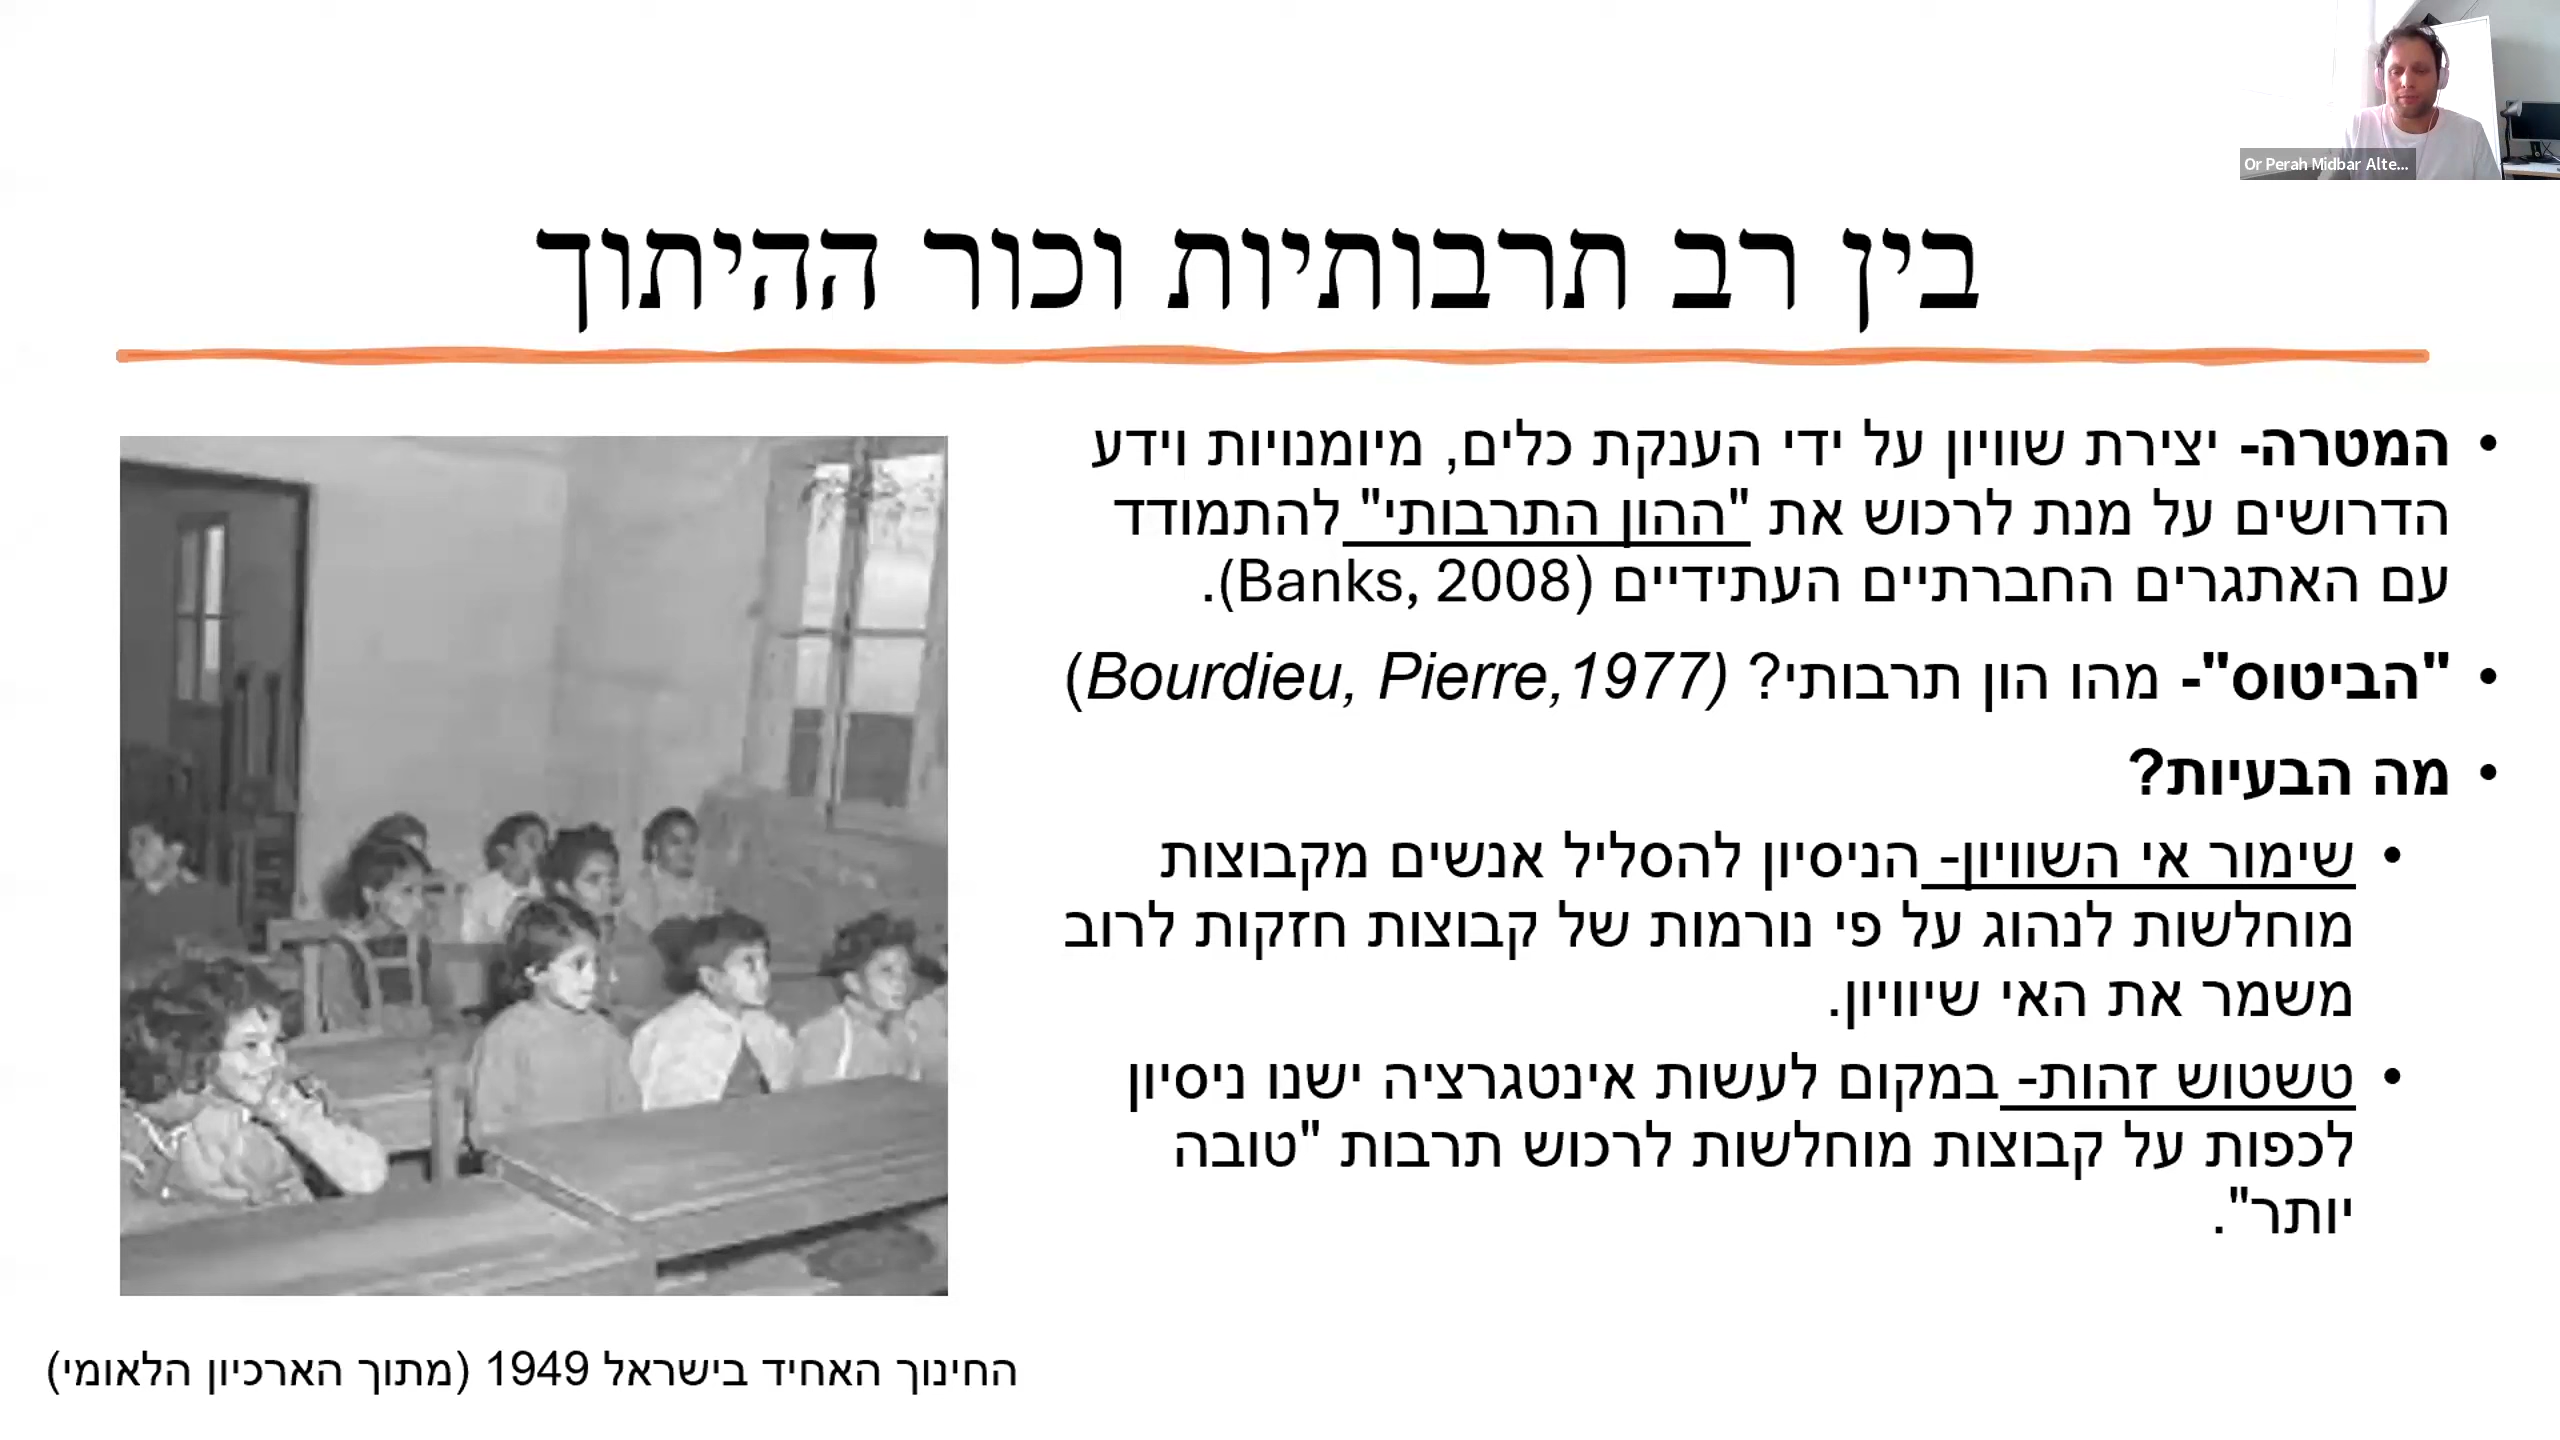 Or Perah Midbar Alte...
בין רב תרבותיות וכור ההיתוך
• המטרה- יצירת שוויון על ידי הענקת כלים, מיומנויות וידע
הדרושים על מנת לרכוש את "ההון התרבותי" להתמודד
עם האתגרים החברתיים העתידיים (Banks, 2008).
• "הביטוס"- מהו הון תרבותי? (Bourdieu, Pierre,1977)
• מה הבעיות?
• שימור אי השוויון- הניסיון להסליל אנשים מקבוצות
מוחלשות לנהוג על פי נורמות של קבוצות חזקות לרוב
משמר את האי שיוויון.
• טשטוש זהות- במקום לעשות אינטגרציה ישנו ניסיון
לכפות על קבוצות מוחלשות לרכוש תרבות "טובה
יותר".
החינוך האחיד בישראל 1949 (מתוך הארכיון הלאומי)